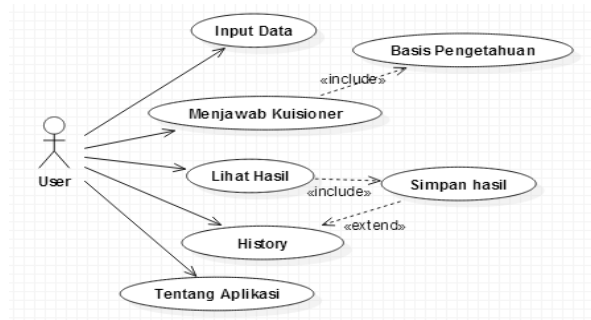 Input Data
Basis Pengetahuan
«include»
Menjawab Kuisioner
User
Lihat Hasil
«include»
Simpan hasil
«extend»
History
Tentang Aplikasi